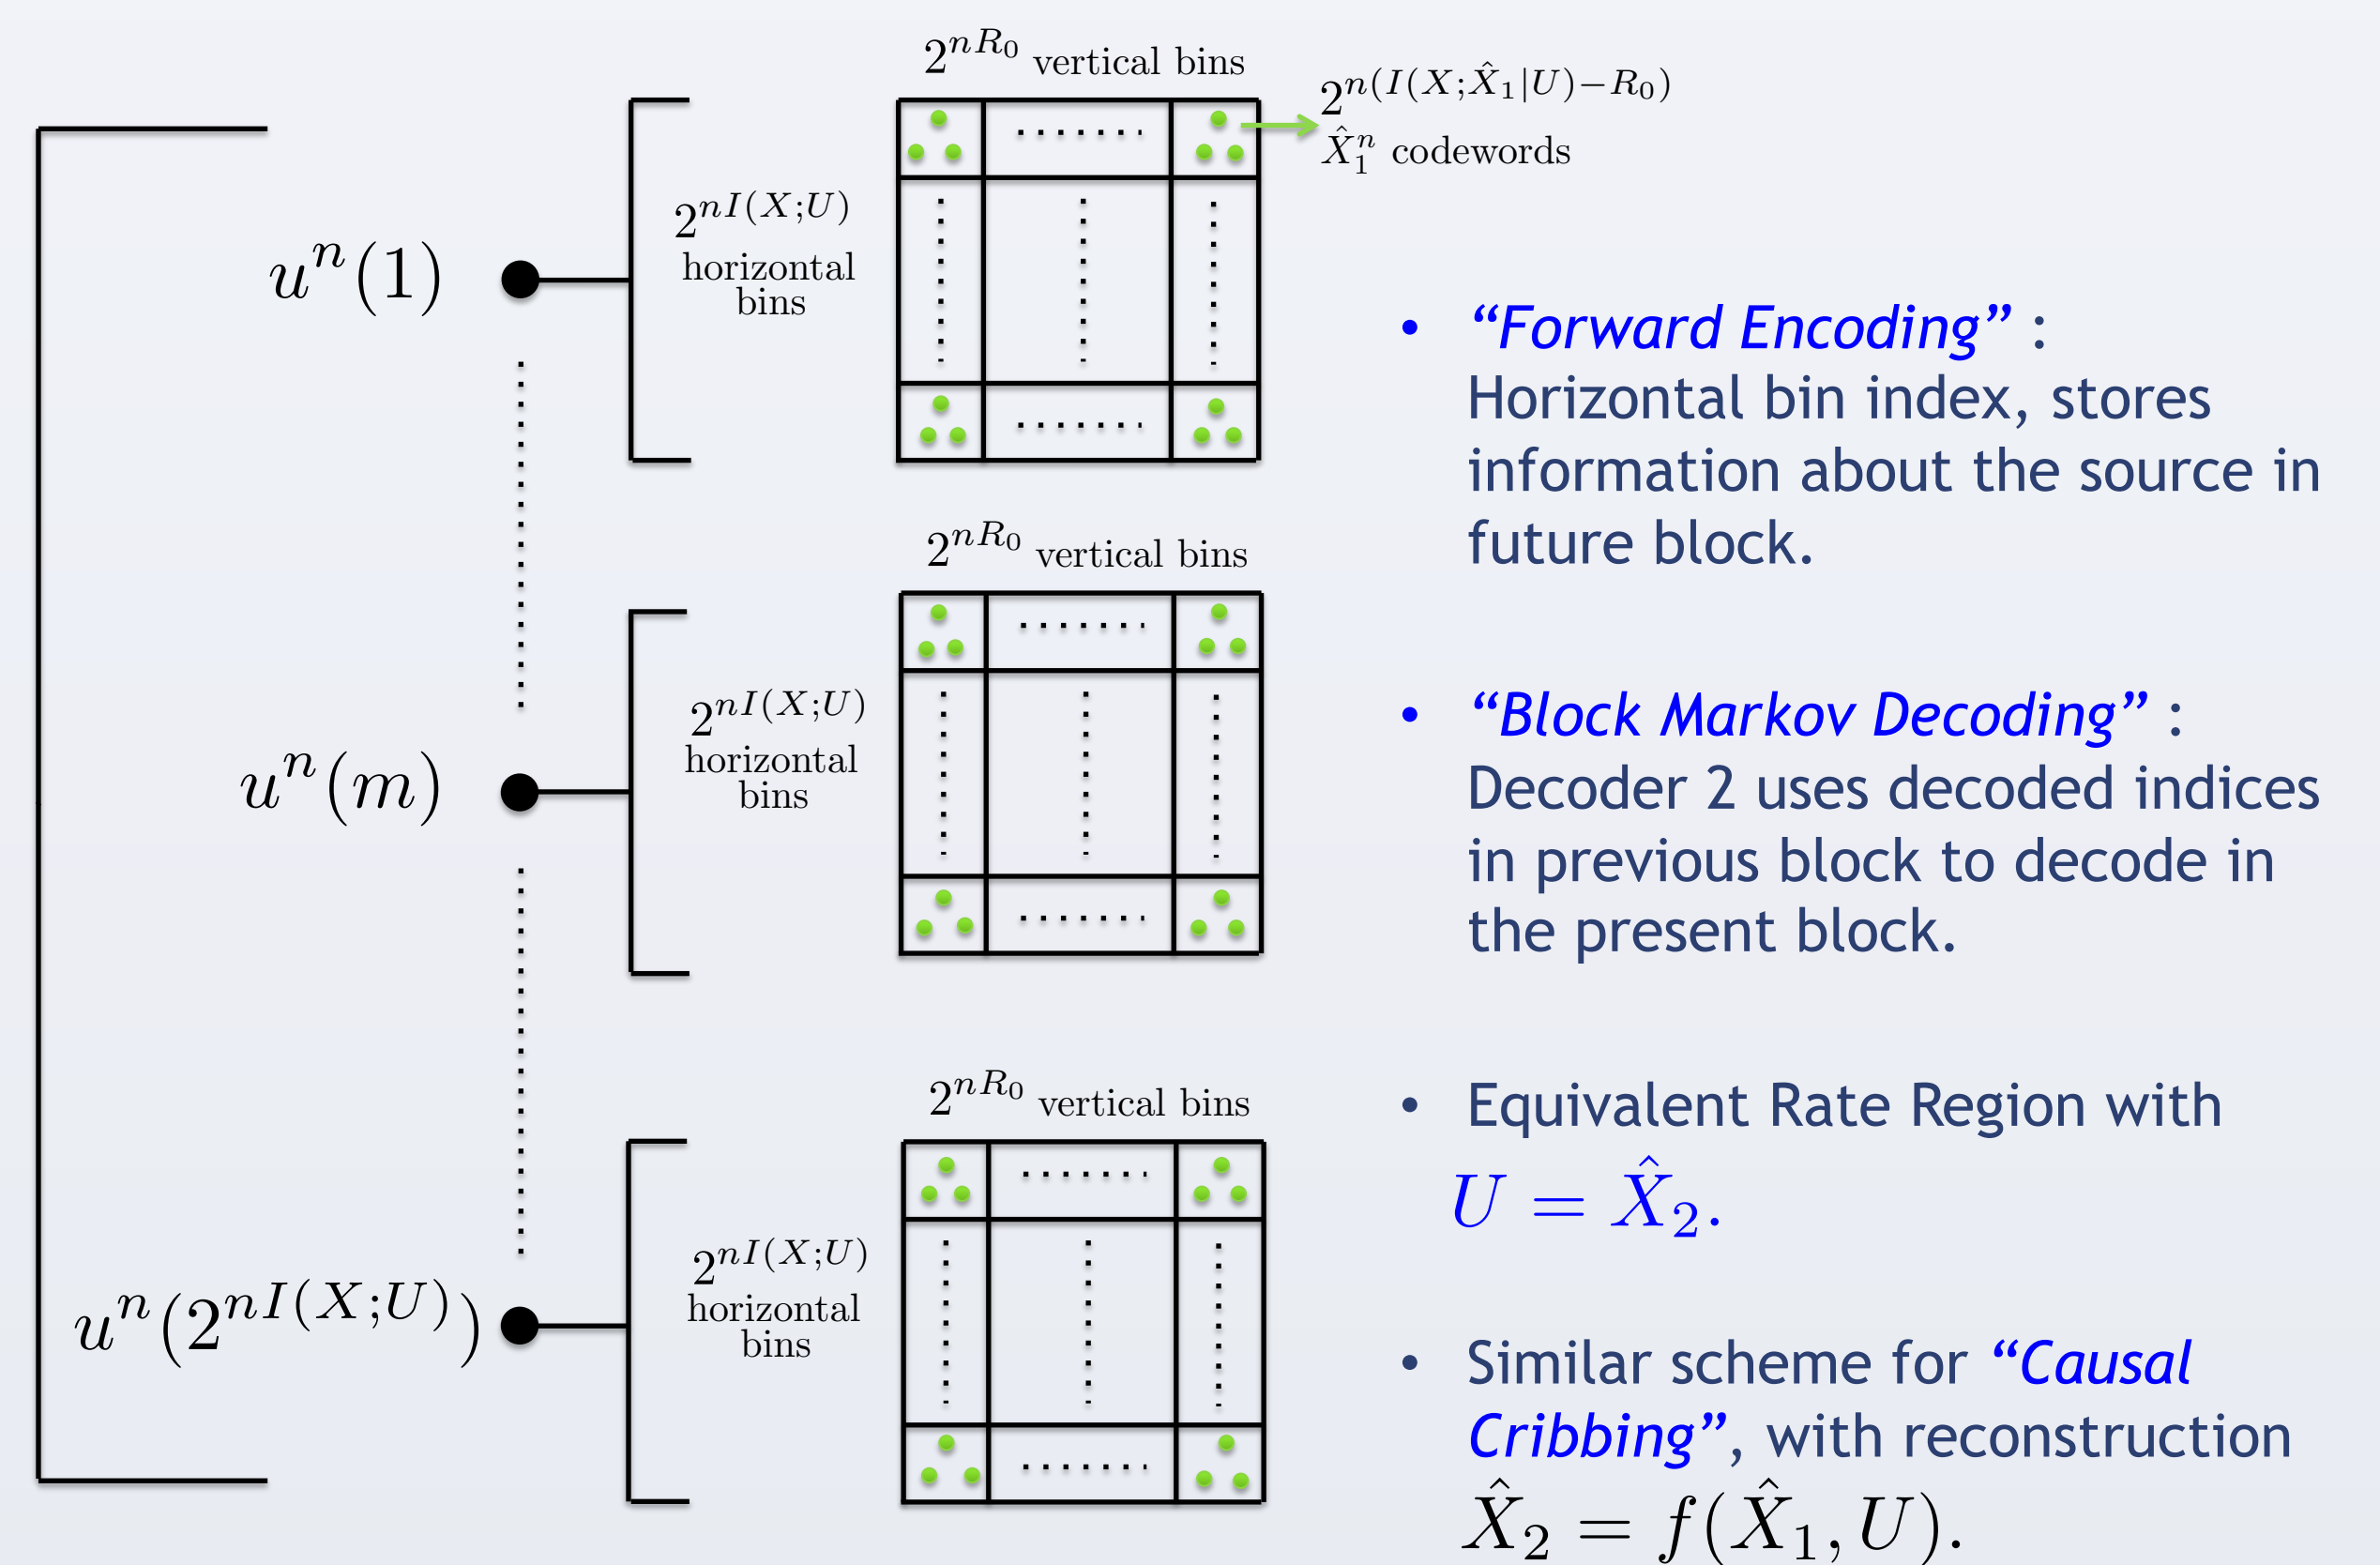 2^{nR_0} vertical bins
2^{n(I(X;\hat{X}_1|U)-R_0)}
\hat{X}_1^n codewords
u^n(1)
2^{nI(X;U)}
horizontal
bins
2^{nR_0} vertical bins
u^n(m)
2^{nI(X;U)}
horizontal
bins
2^{nR_0} vertical bins
u^n(2^{nI(X;U)})
2^{nI(X;U)}
horizontal
bins
• “Forward Encoding” :
Horizontal bin index, stores
information about the source in
future block.
• “Block Markov Decoding” :
Decoder 2 uses decoded indices
in previous block to decode in
the present block.
• Equivalent Rate Region with
U = \hat{X}_2.
• Similar scheme for “Causal
Cribbing”, with reconstruction
\hat{X}_2 = f(\hat{X}_1, U).